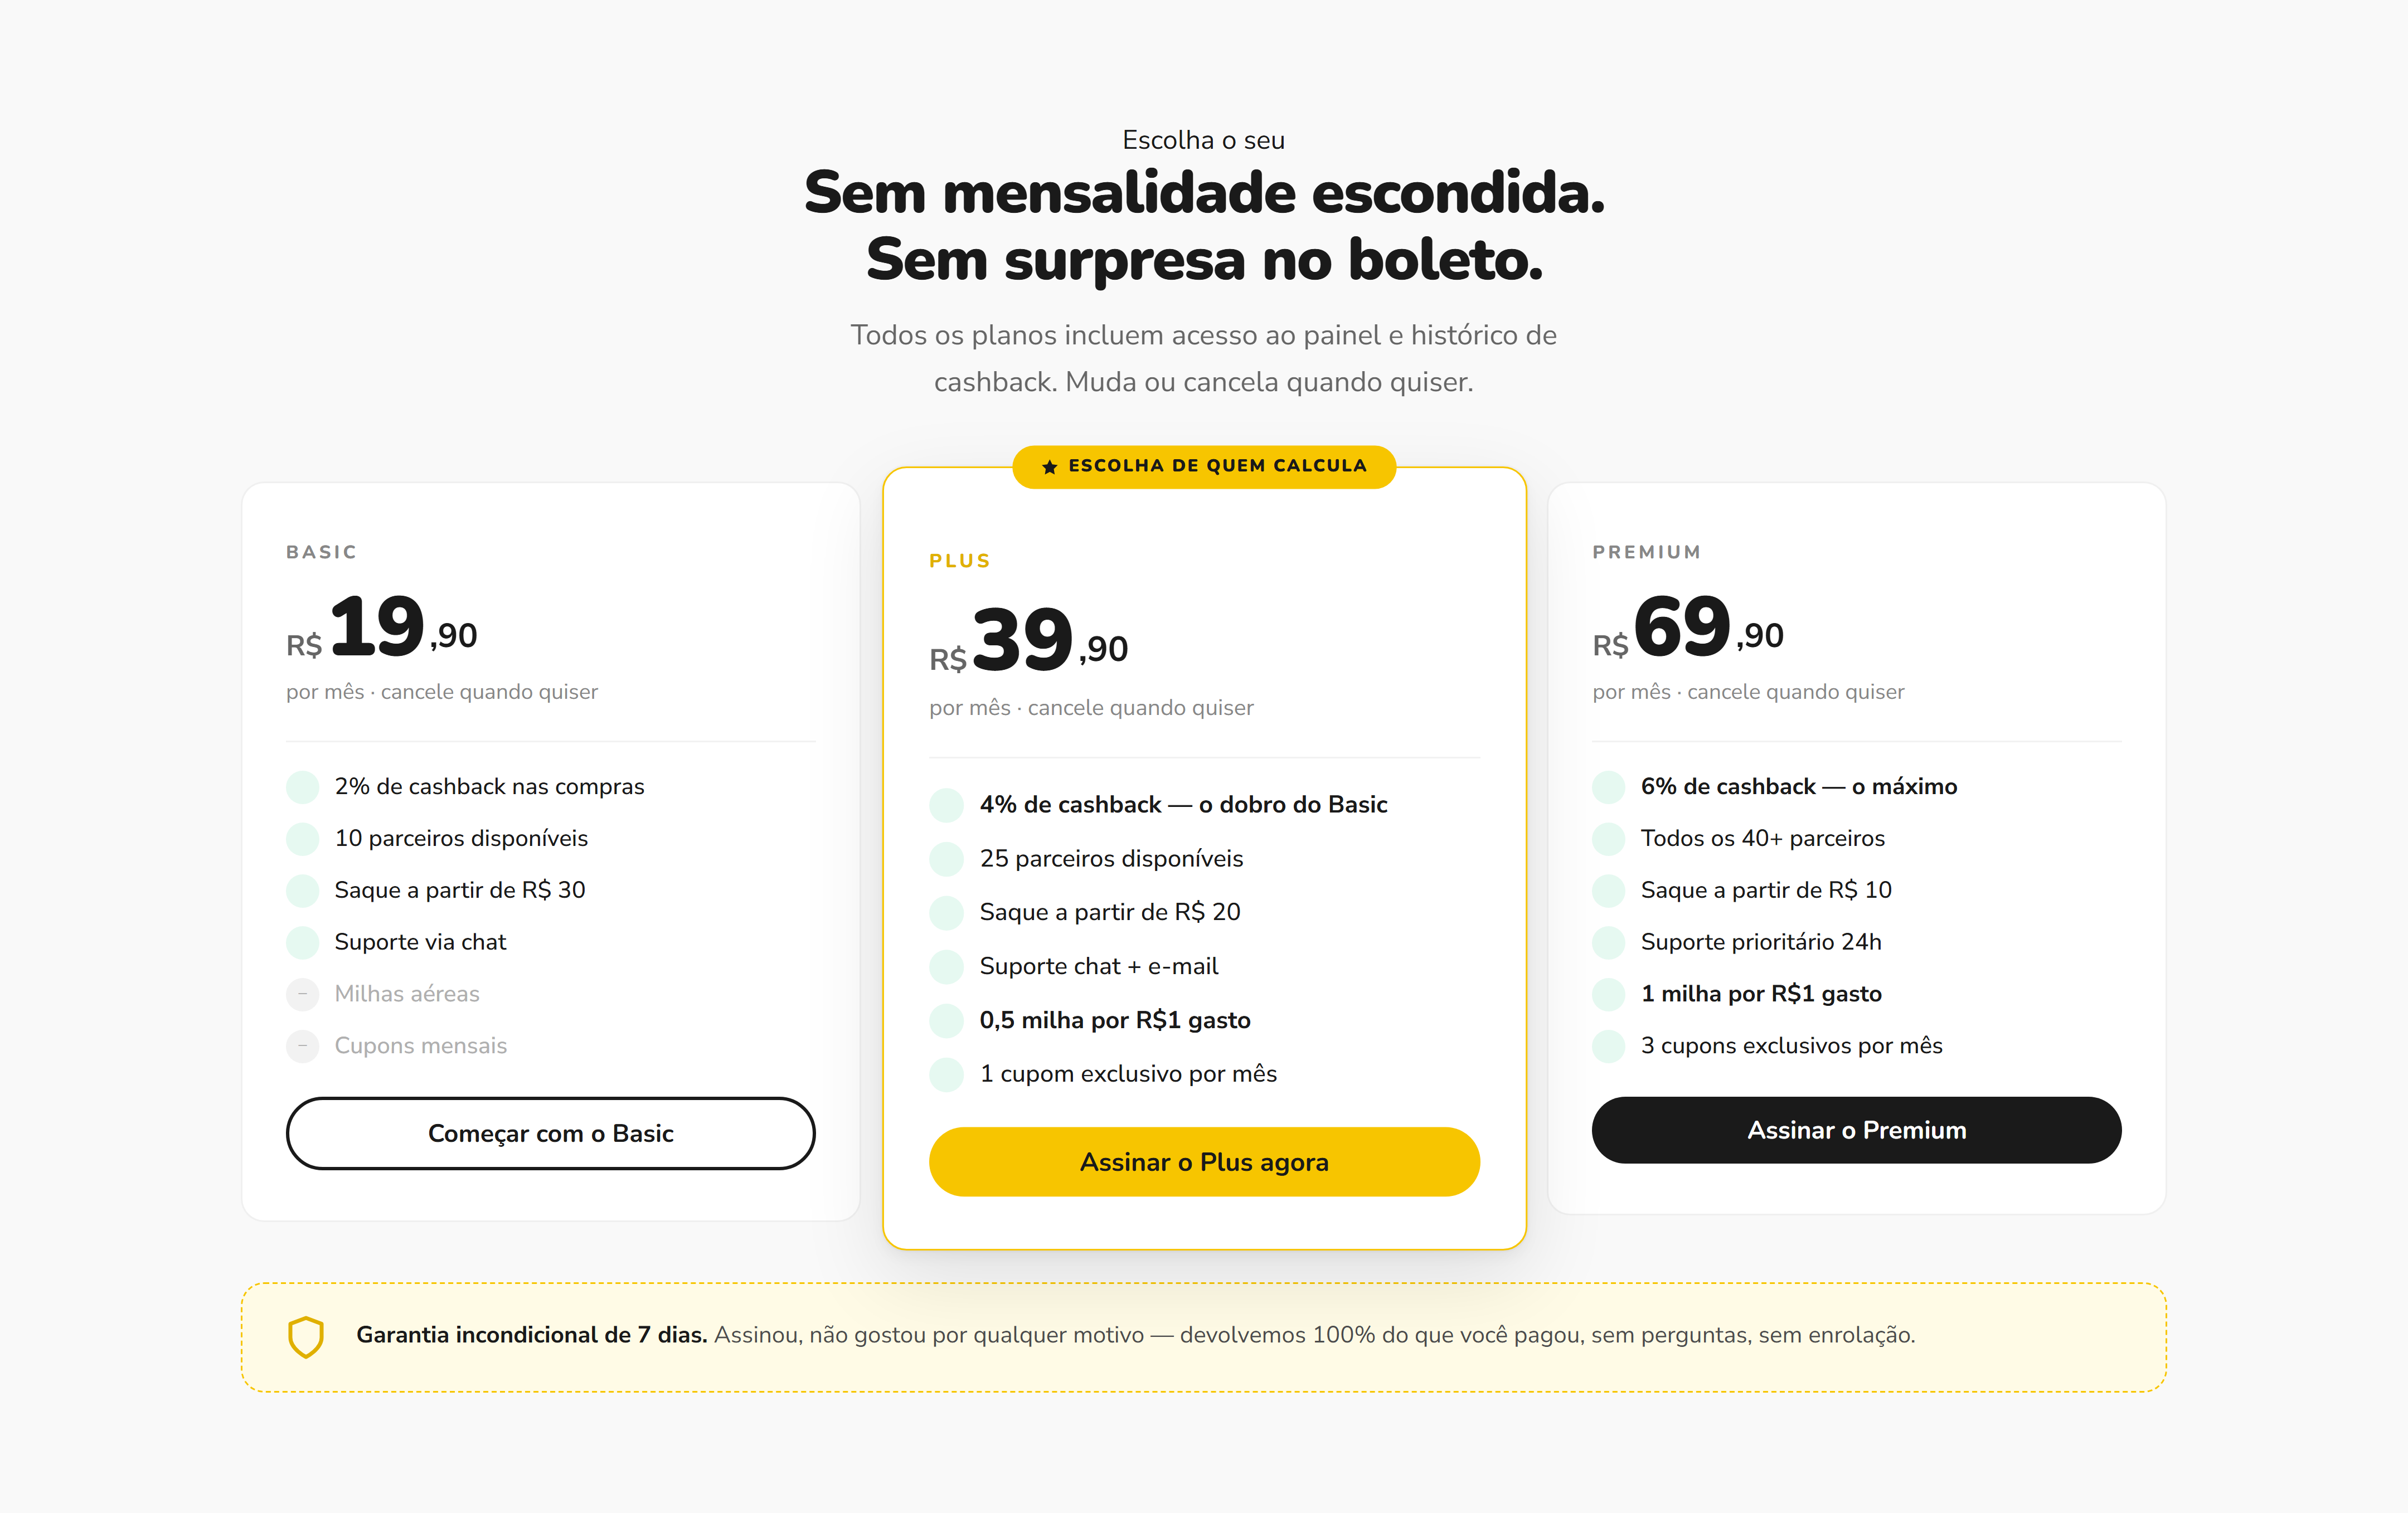 Escolha o seu
Sem mensalidade escondida.
Sem surpresa no boleto.
Todos os planos incluem acesso ao painel e histórico de
cashback. Muda ou cancela quando quiser.
BASIC
R$ 19,90
por mês · cancele quando quiser
2% de cashback nas compras
10 parceiros disponíveis
Saque a partir de R$ 30
Suporte via chat
– Milhas aéreas
– Cupons mensais
Começar com o Basic
★ ESCOLHA DE QUEM CALCULA
PLUS
R$ 39,90
por mês · cancele quando quiser
4% de cashback — o dobro do Basic
25 parceiros disponíveis
Saque a partir de R$ 20
Suporte chat + e-mail
0,5 milha por R$1 gasto
1 cupom exclusivo por mês
Assinar o Plus agora
PREMIUM
R$ 69,90
por mês · cancele quando quiser
6% de cashback — o máximo
Todos os 40+ parceiros
Saque a partir de R$ 10
Suporte prioritário 24h
1 milha por R$1 gasto
3 cupons exclusivos por mês
Assinar o Premium
Garantia incondicional de 7 dias. Assinou, não gostou por qualquer motivo — devolvemos 100% do que você pagou, sem perguntas, sem enrolação.